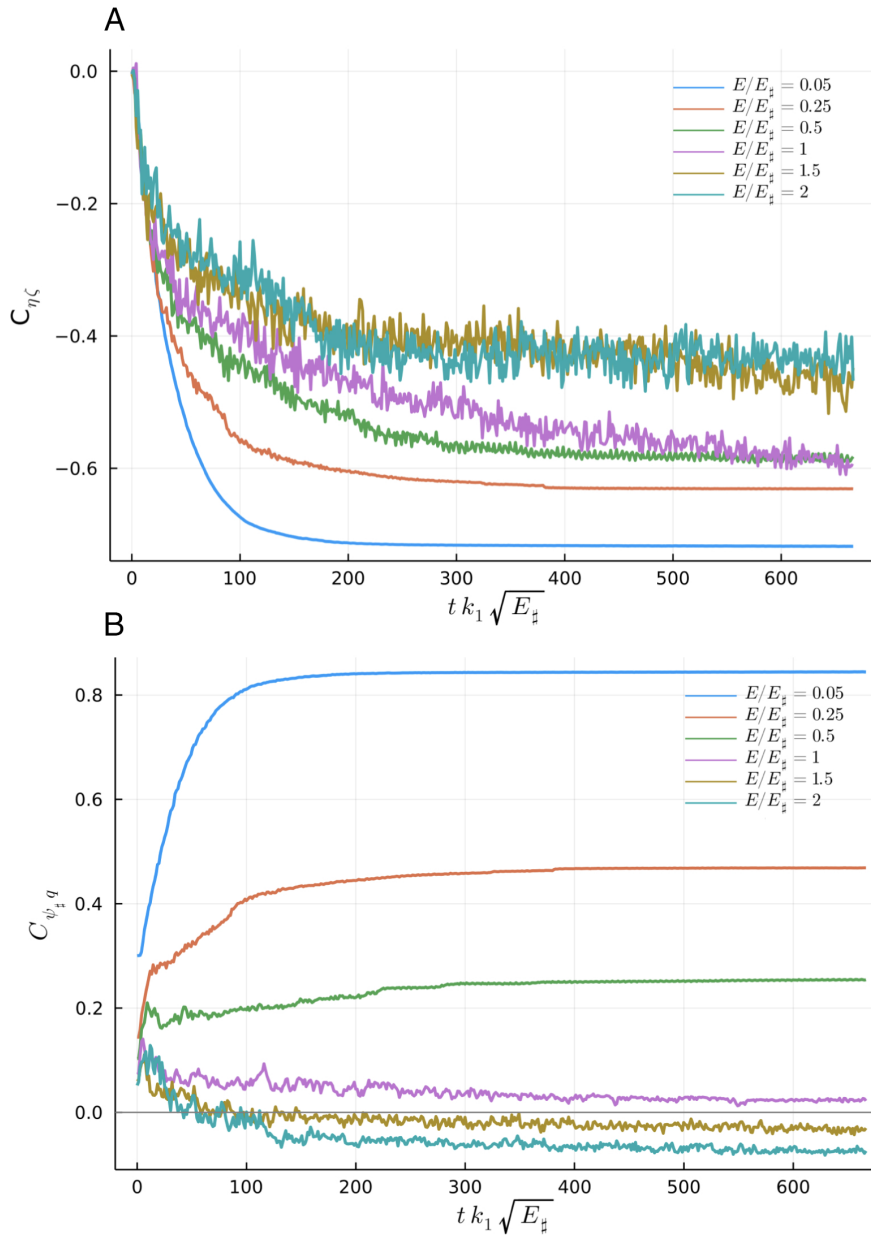 A
0.0
−0.2
−0.4
−0.6
C_ηζ
E/E_♯ = 0.05
E/E_♯ = 0.25
E/E_♯ = 0.5
E/E_♯ = 1
E/E_♯ = 1.5
E/E_♯ = 2
0 100 200 300 400 500 600
t k₁ √E_♯
B
0.8
0.6
0.4
0.2
0.0
C_ψ_♯ q
E/E_♯ = 0.05
E/E_♯ = 0.25
E/E_♯ = 0.5
E/E_♯ = 1
E/E_♯ = 1.5
E/E_♯ = 2
0 100 200 300 400 500 600
t k₁ √E_♯